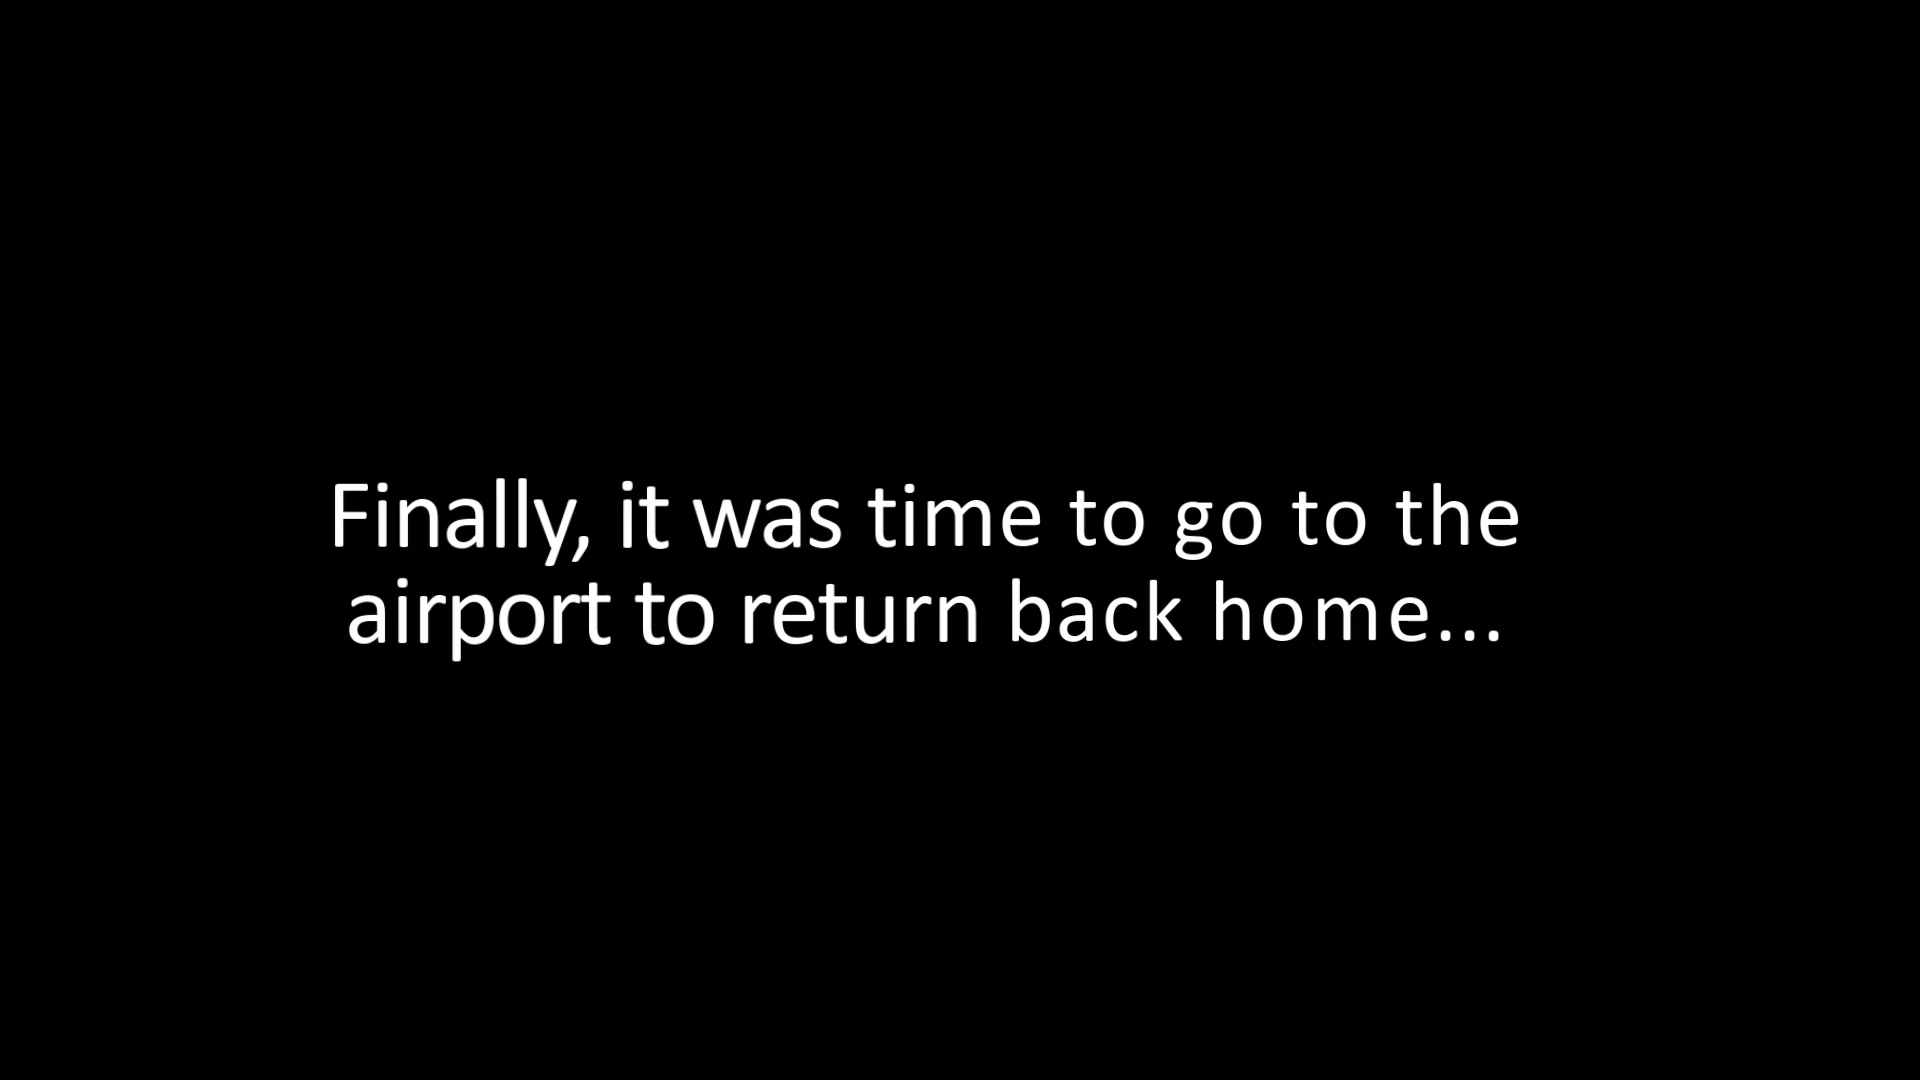 Finally, it was time to go to the
airport to return back home...